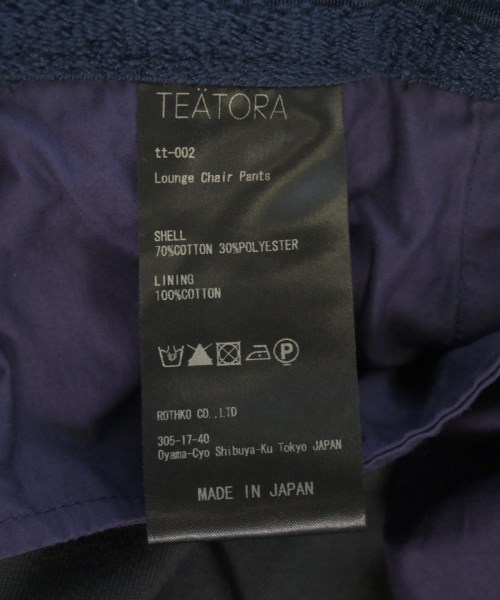 TEÄTORA
tt-002
Lounge Chair Pants
SHELL
70%COTTON 30%POLYESTER
LINING
100%COTTON
P
ROTHKO CO.,LTD
305-17-40
Oyama-Cyo Shibuya-Ku Tokyo JAPAN
MADE IN JAPAN